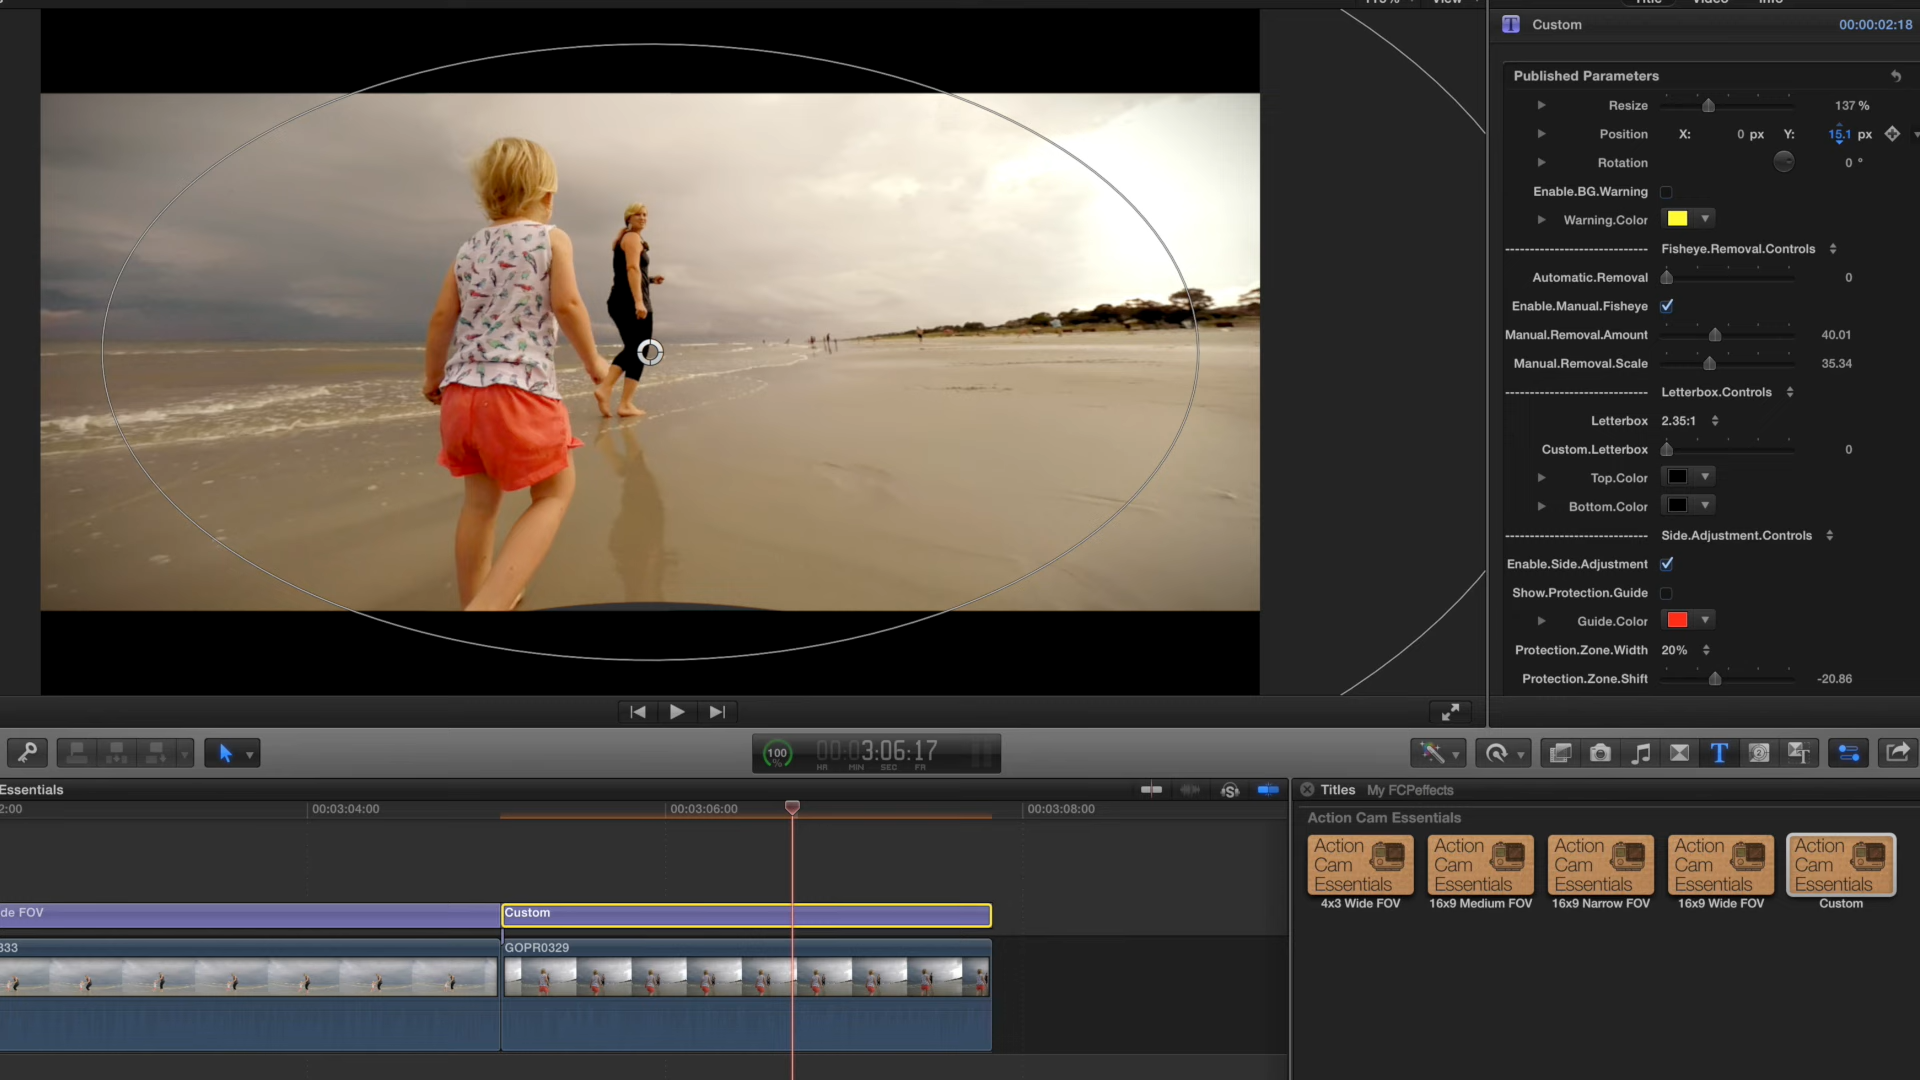 Custom
00:00:02:18
Published Parameters
Resize 137 %
Position X: 0 px Y: 15.1 px
Rotation 0 °
Enable.BG.Warning
Warning.Color
---------------------------- Fisheye.Removal.Controls
Automatic.Removal 0
Enable.Manual.Fisheye
Manual.Removal.Amount 40.01
Manual.Removal.Scale 35.34
---------------------------- Letterbox.Controls
Letterbox 2.35:1
Custom.Letterbox 0
Top.Color
Bottom.Color
---------------------------- Side.Adjustment.Controls
Enable.Side.Adjustment
Show.Protection.Guide
Guide.Color
Protection.Zone.Width 20%
Protection.Zone.Shift -20.86
100 %
00:03:06:17
HR MIN SEC FR
T
Essentials
2:00 00:03:04:00 00:03:06:00 00:03:08:00
de FOV
Custom
333
GOPR0329
Titles My FCPeffects
Action Cam Essentials
Action Cam Essentials
4x3 Wide FOV
Action Cam Essentials
16x9 Medium FOV
Action Cam Essentials
16x9 Narrow FOV
Action Cam Essentials
16x9 Wide FOV
Action Cam Essentials
Custom